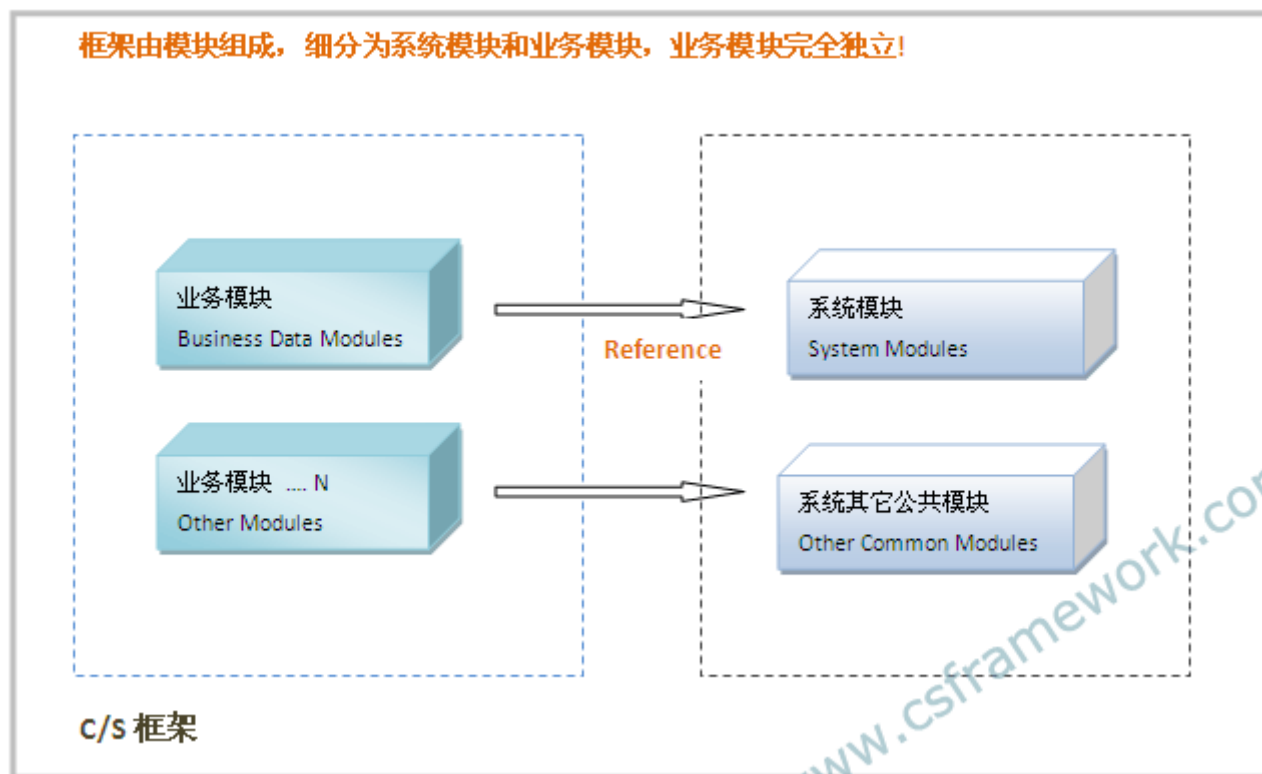 框架由模块组成，细分为系统模块和业务模块，业务模块完全独立!
业务模块
Business Data Modules
Reference
系统模块
System Modules
业务模块 .... N
Other Modules
系统其它公共模块
Other Common Modules
C/S 框架
www.csframework.com